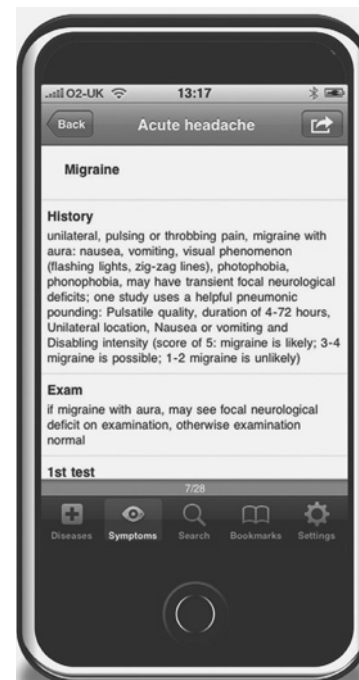 O2-UK 13:17
Back Acute headache
Migraine
History
unilateral, pulsing or throbbing pain, migraine with
aura: nausea, vomiting, visual phenomenon
(flashing lights, zig-zag lines), photophobia,
phonophobia, may have transient focal neurological
deficits; one study uses a helpful pneumonic
pounding: Pulsatile quality, duration of 4-72 hours,
Unilateral location, Nausea or vomiting and
Disabling intensity (score of 5: migraine is likely; 3-4
migraine is possible; 1-2 migraine is unlikely)
Exam
if migraine with aura, may see focal neurological
deficit on examination, otherwise examination
normal
1st test
7/28
Diseases Symptoms Search Bookmarks Settings